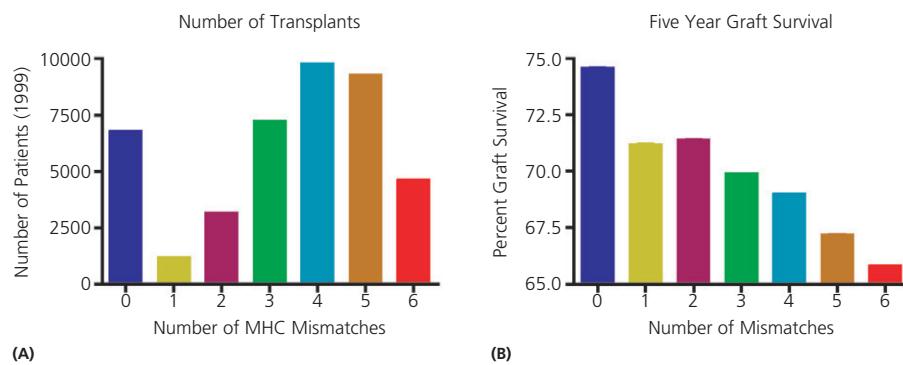 Number of Transplants
Number of Patients (1999)
10000
7500
5000
2500
0
0 1 2 3 4 5 6
Number of MHC Mismatches
(A)
Five Year Graft Survival
Percent Graft Survival
75.0
72.5
70.0
67.5
65.0
0 1 2 3 4 5 6
Number of Mismatches
(B)